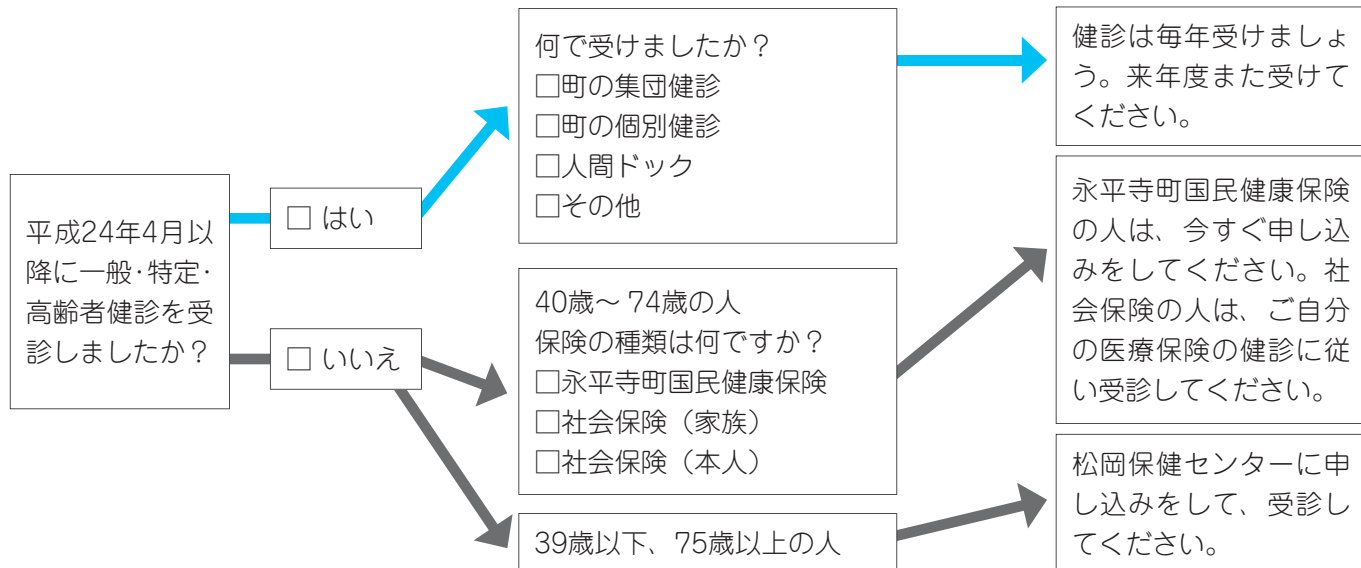 平成24年4月以
降に一般・特定・
高齢者健診を受
診しましたか？
□ はい
□ いいえ
何で受けましたか？
□町の集団健診
□町の個別健診
□人間ドック
□その他
40歳～74歳の人
保険の種類は何ですか？
□永平寺町国民健康保険
□社会保険（家族）
□社会保険（本人）
39歳以下、75歳以上の人
健診は毎年受けましょ
う。来年度また受けて
ください。
永平寺町国民健康保険
の人は、今すぐ申し込
みをしてください。社
会保険の人は、ご自分
の医療保険の健診に従
い受診してください。
松岡保健センターに申
し込みをして、受診し
てください。